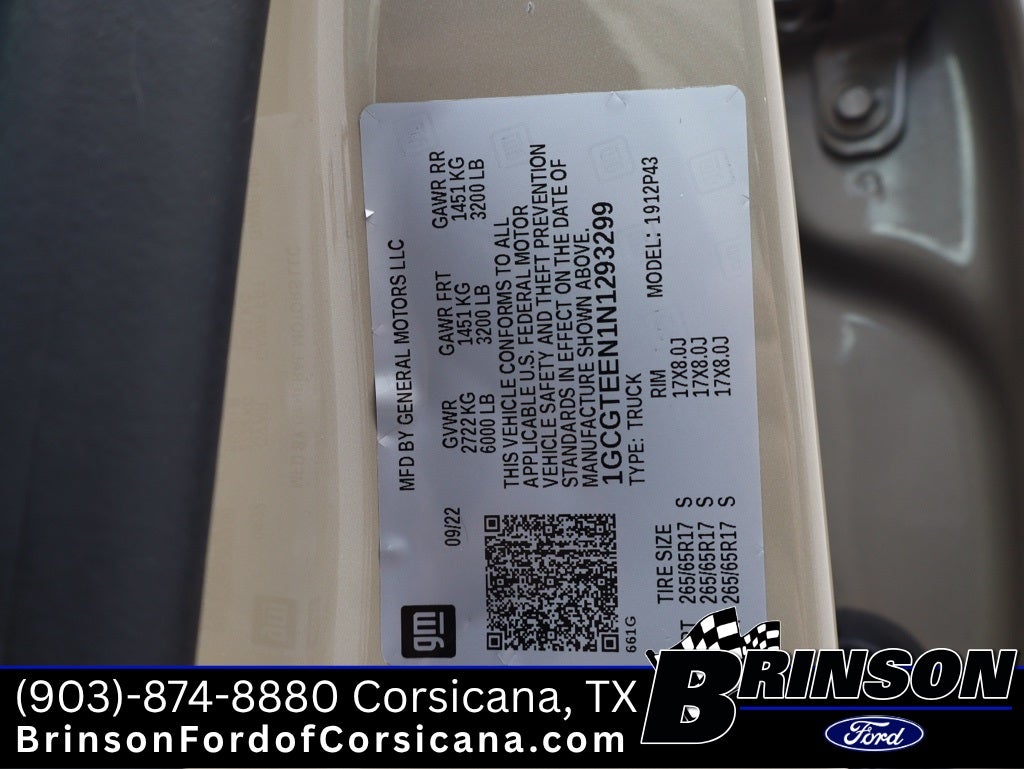 gm
MFD BY GENERAL MOTORS LLC
09/22
GVWR GAWR FRT GAWR RR
2722 KG 1451 KG 1451 KG
6000 LB 3200 LB 3200 LB
THIS VEHICLE CONFORMS TO ALL
APPLICABLE U.S. FEDERAL MOTOR
VEHICLE SAFETY AND THEFT PREVENTION
STANDARDS IN EFFECT ON THE DATE OF
MANUFACTURE SHOWN ABOVE.
1GCGTEEN1N1293299
661G
TYPE: TRUCK MODEL: 1912P43
TIRE SIZE RIM
265/65R17 S 17X8.0J
265/65R17 S 17X8.0J
265/65R17 S 17X8.0J
(903)-874-8880 Corsicana, TX
BrinsonFordofCorsicana.com
BRINSON
Ford